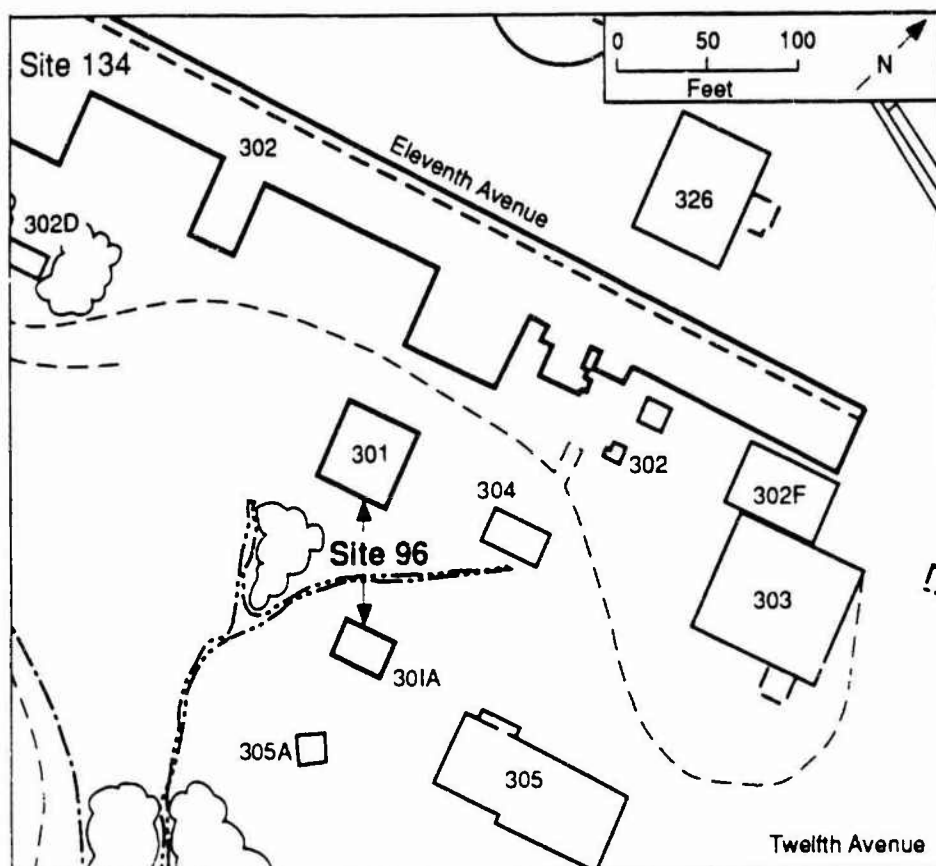 0 50 100
Feet
N
Site 134
302
Eleventh Avenue
326
302D
301
302
304
302F
Site 96
303
301A
305A
305
Twelfth Avenue